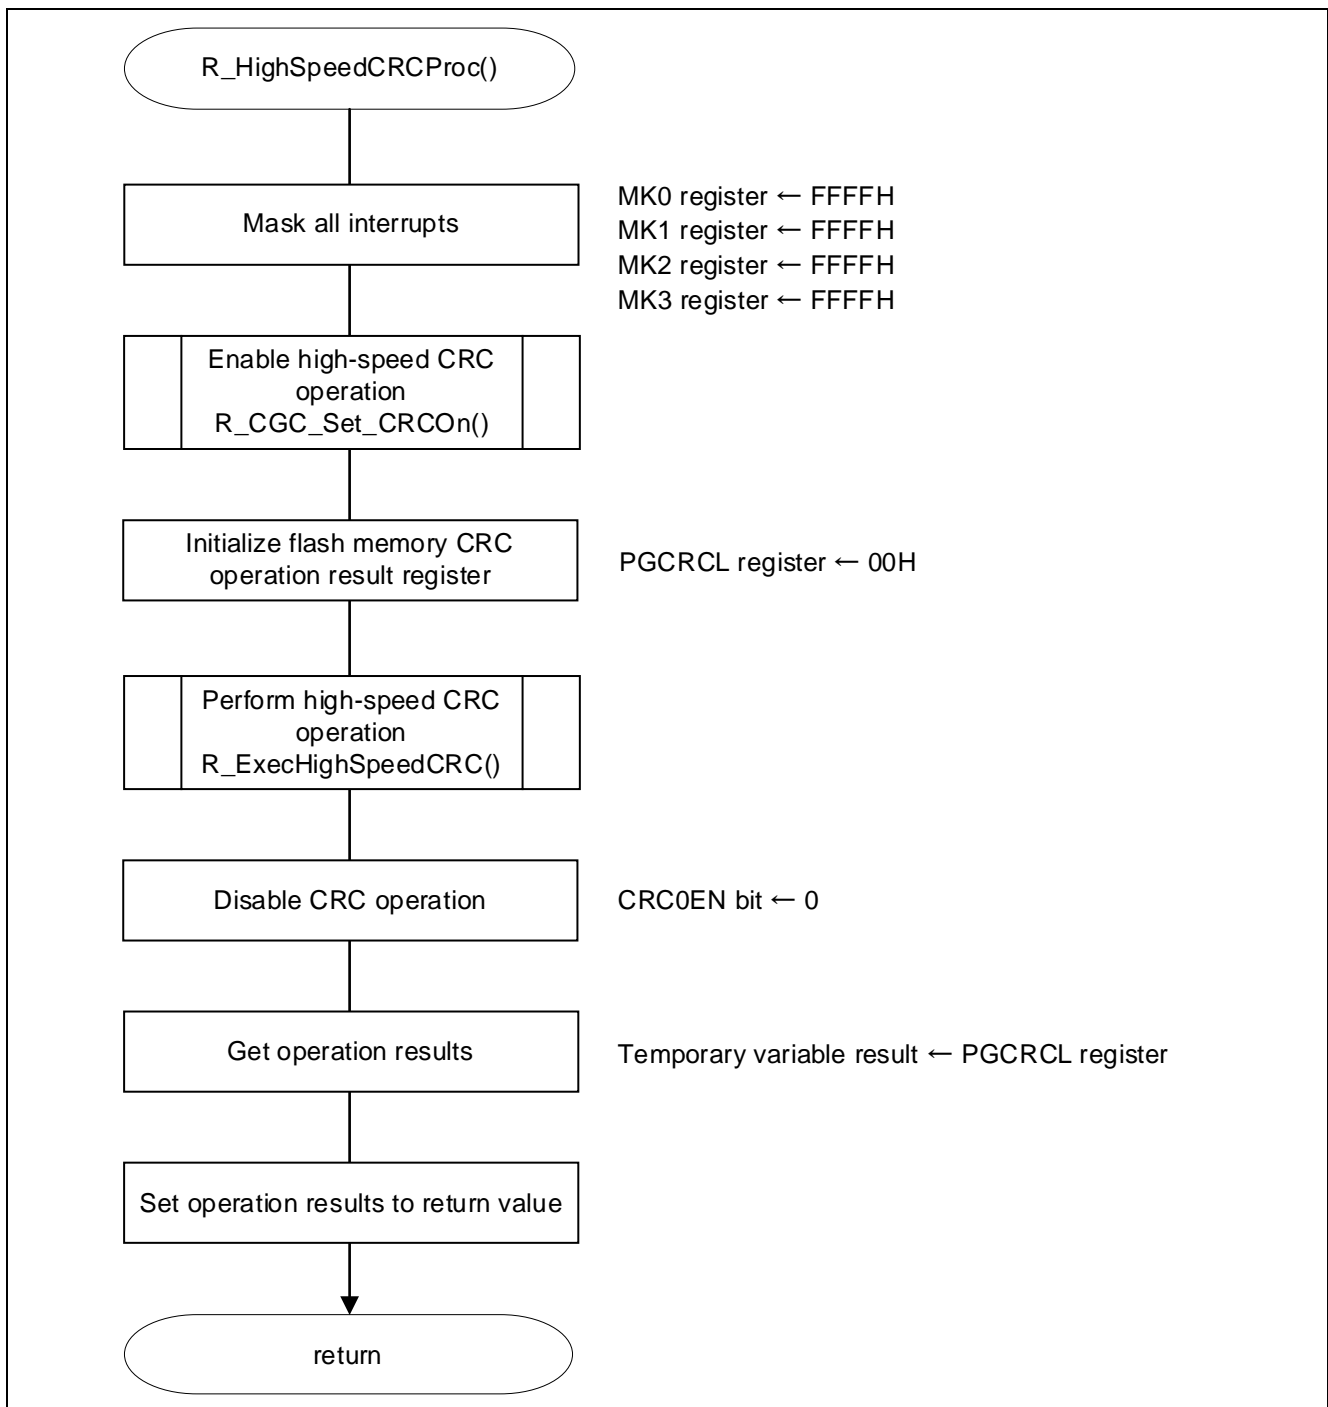 R_HighSpeedCRCProc()
Mask all interrupts
MK0 register ← FFFFH
MK1 register ← FFFFH
MK2 register ← FFFFH
MK3 register ← FFFFH
Enable high-speed CRC
operation
R_CGC_Set_CRCOn()
Initialize flash memory CRC
operation result register
PGCRCL register ← 00H
Perform high-speed CRC
operation
R_ExecHighSpeedCRC()
Disable CRC operation
CRC0EN bit ← 0
Get operation results
Temporary variable result ← PGCRCL register
Set operation results to return value
return